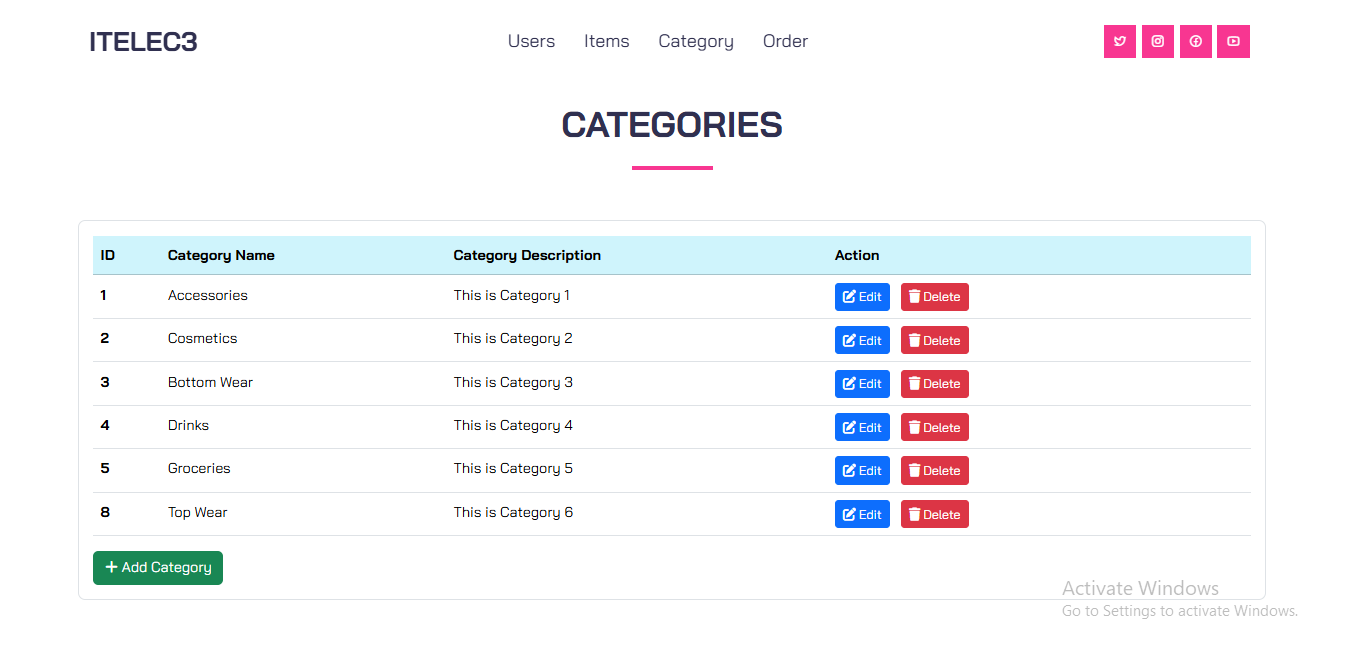 ITELEC3 Users Items Category Order
CATEGORIES
ID Category Name Category Description Action
1 Accessories This is Category 1 Edit Delete
2 Cosmetics This is Category 2 Edit Delete
3 Bottom Wear This is Category 3 Edit Delete
4 Drinks This is Category 4 Edit Delete
5 Groceries This is Category 5 Edit Delete
8 Top Wear This is Category 6 Edit Delete
+ Add Category
Activate Windows
Go to Settings to activate Windows.